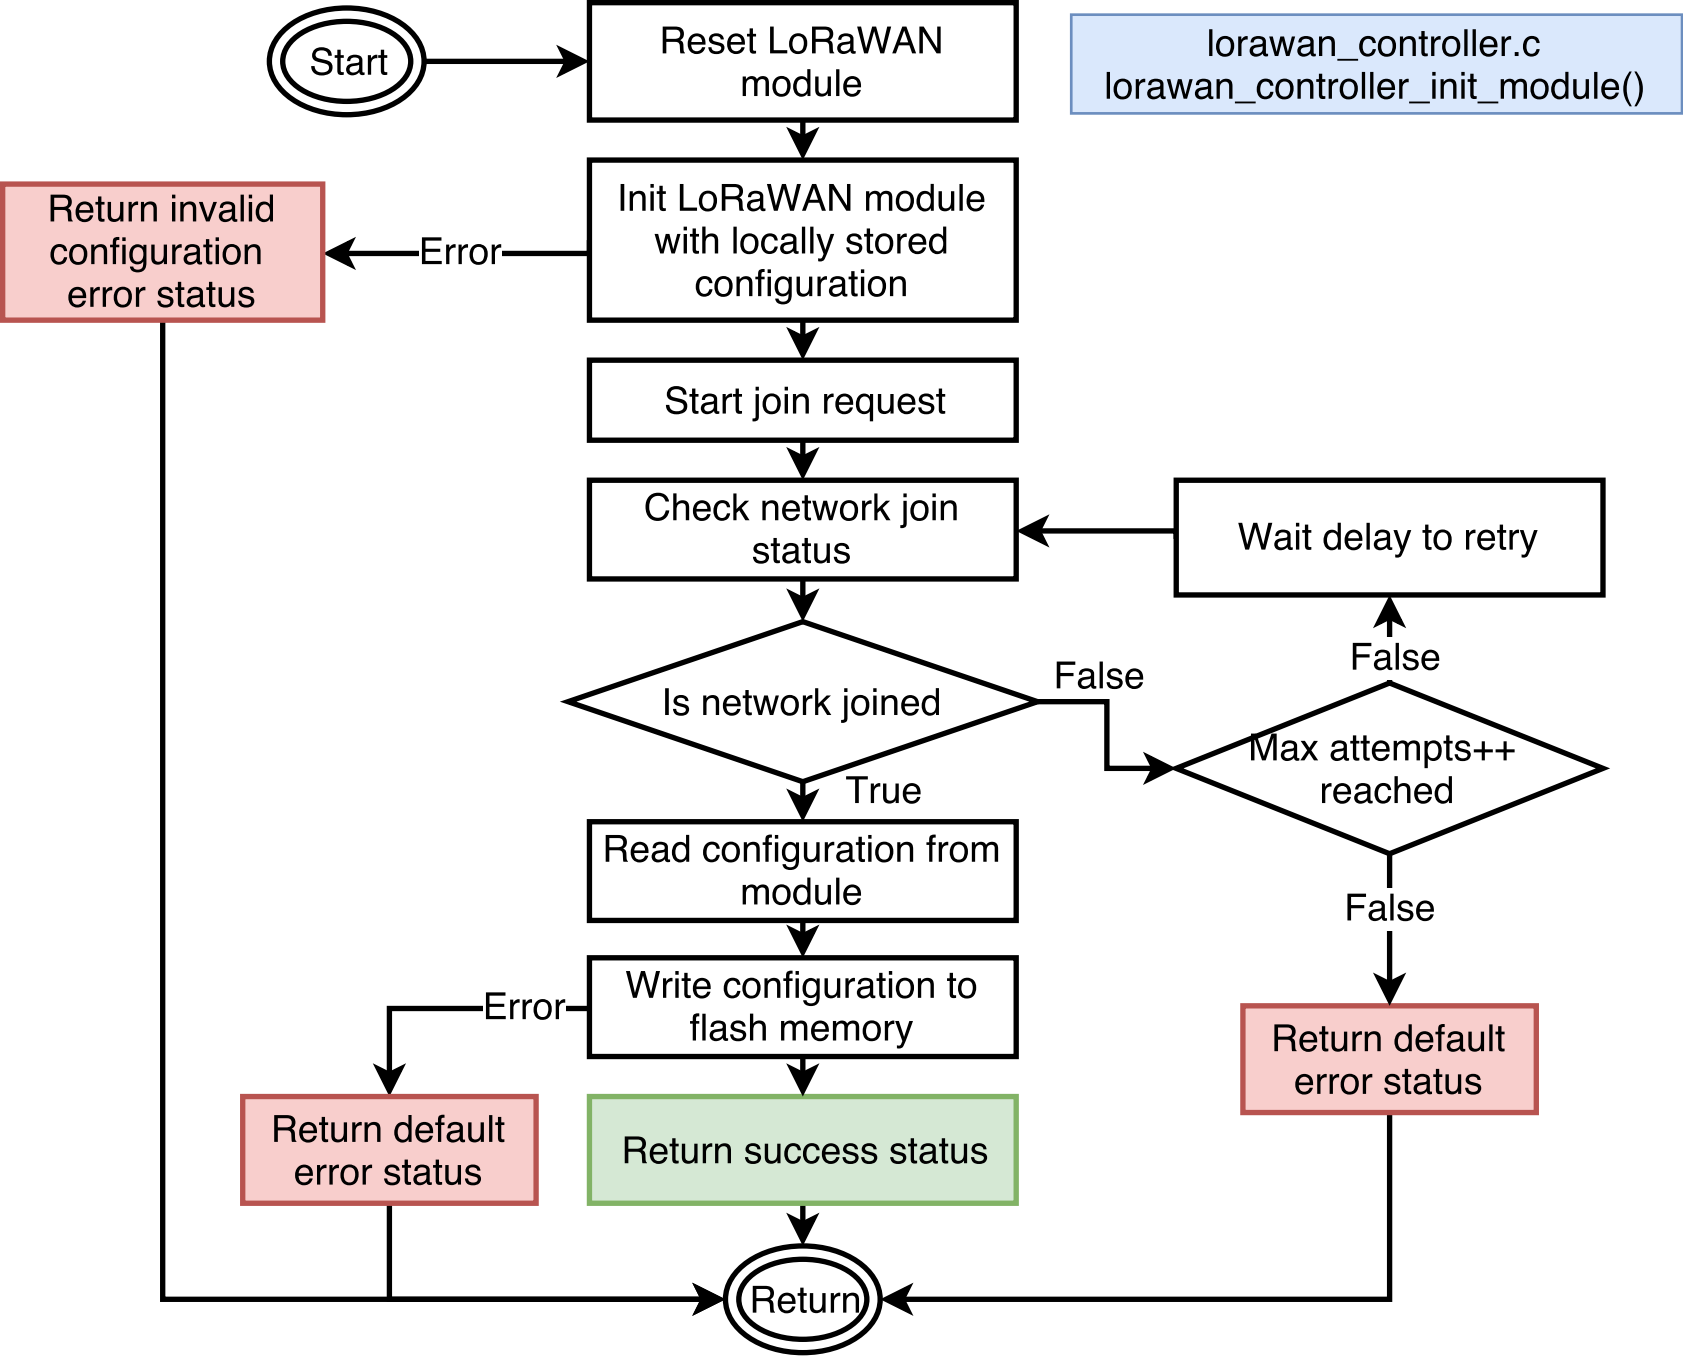 Start
Reset LoRaWAN
module
lorawan_controller.c
lorawan_controller_init_module()
Return invalid
configuration
error status
Error
Init LoRaWAN module
with locally stored
configuration
Start join request
Check network join
status
Wait delay to retry
False
False
Is network joined
Max attempts++
reached
True
Read configuration from
module
False
Write configuration to
flash memory
Error
Return default
error status
Return default
error status
Return success status
Return